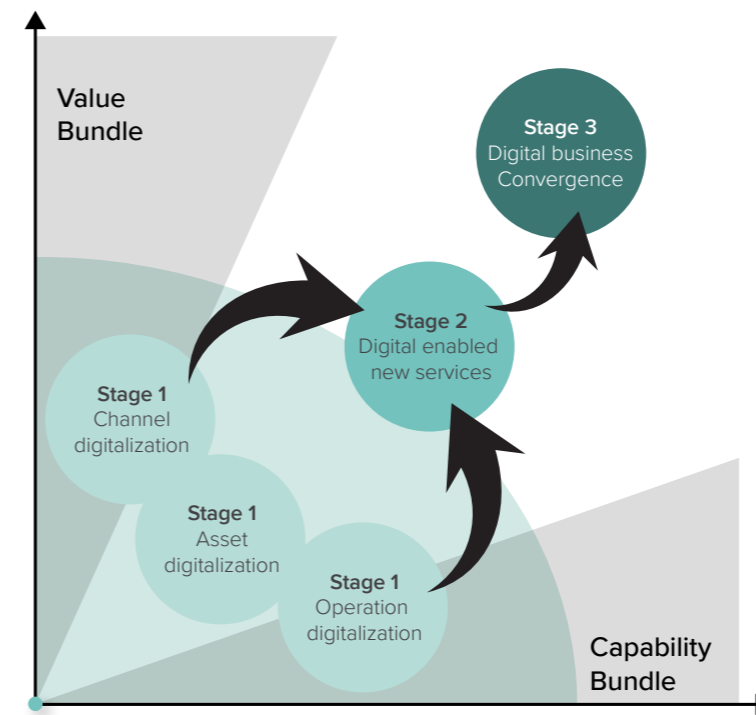 Value
Bundle
Stage 3
Digital business
Convergence
Stage 2
Digital enabled
new services
Stage 1
Channel
digitalization
Stage 1
Asset
digitalization
Stage 1
Operation
digitalization
Capability
Bundle